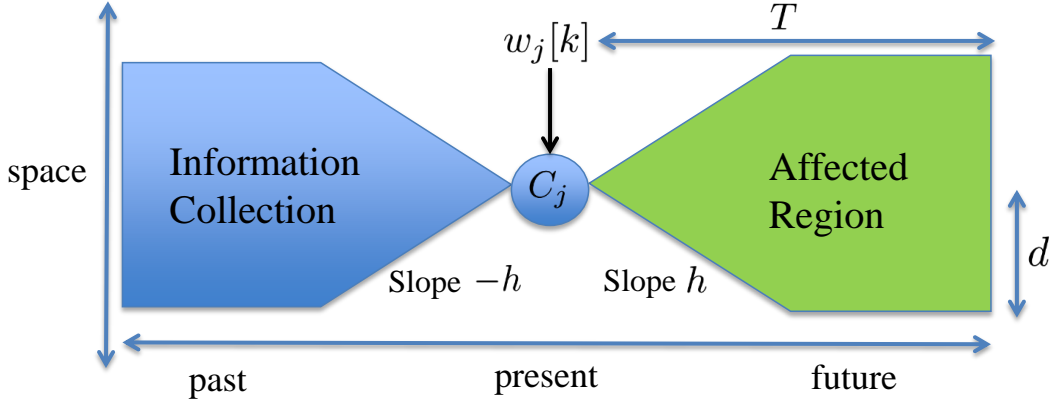 T
w_j[k]
space
Information
Collection
C_j
Affected
Region
d
Slope −h
Slope h
past
present
future